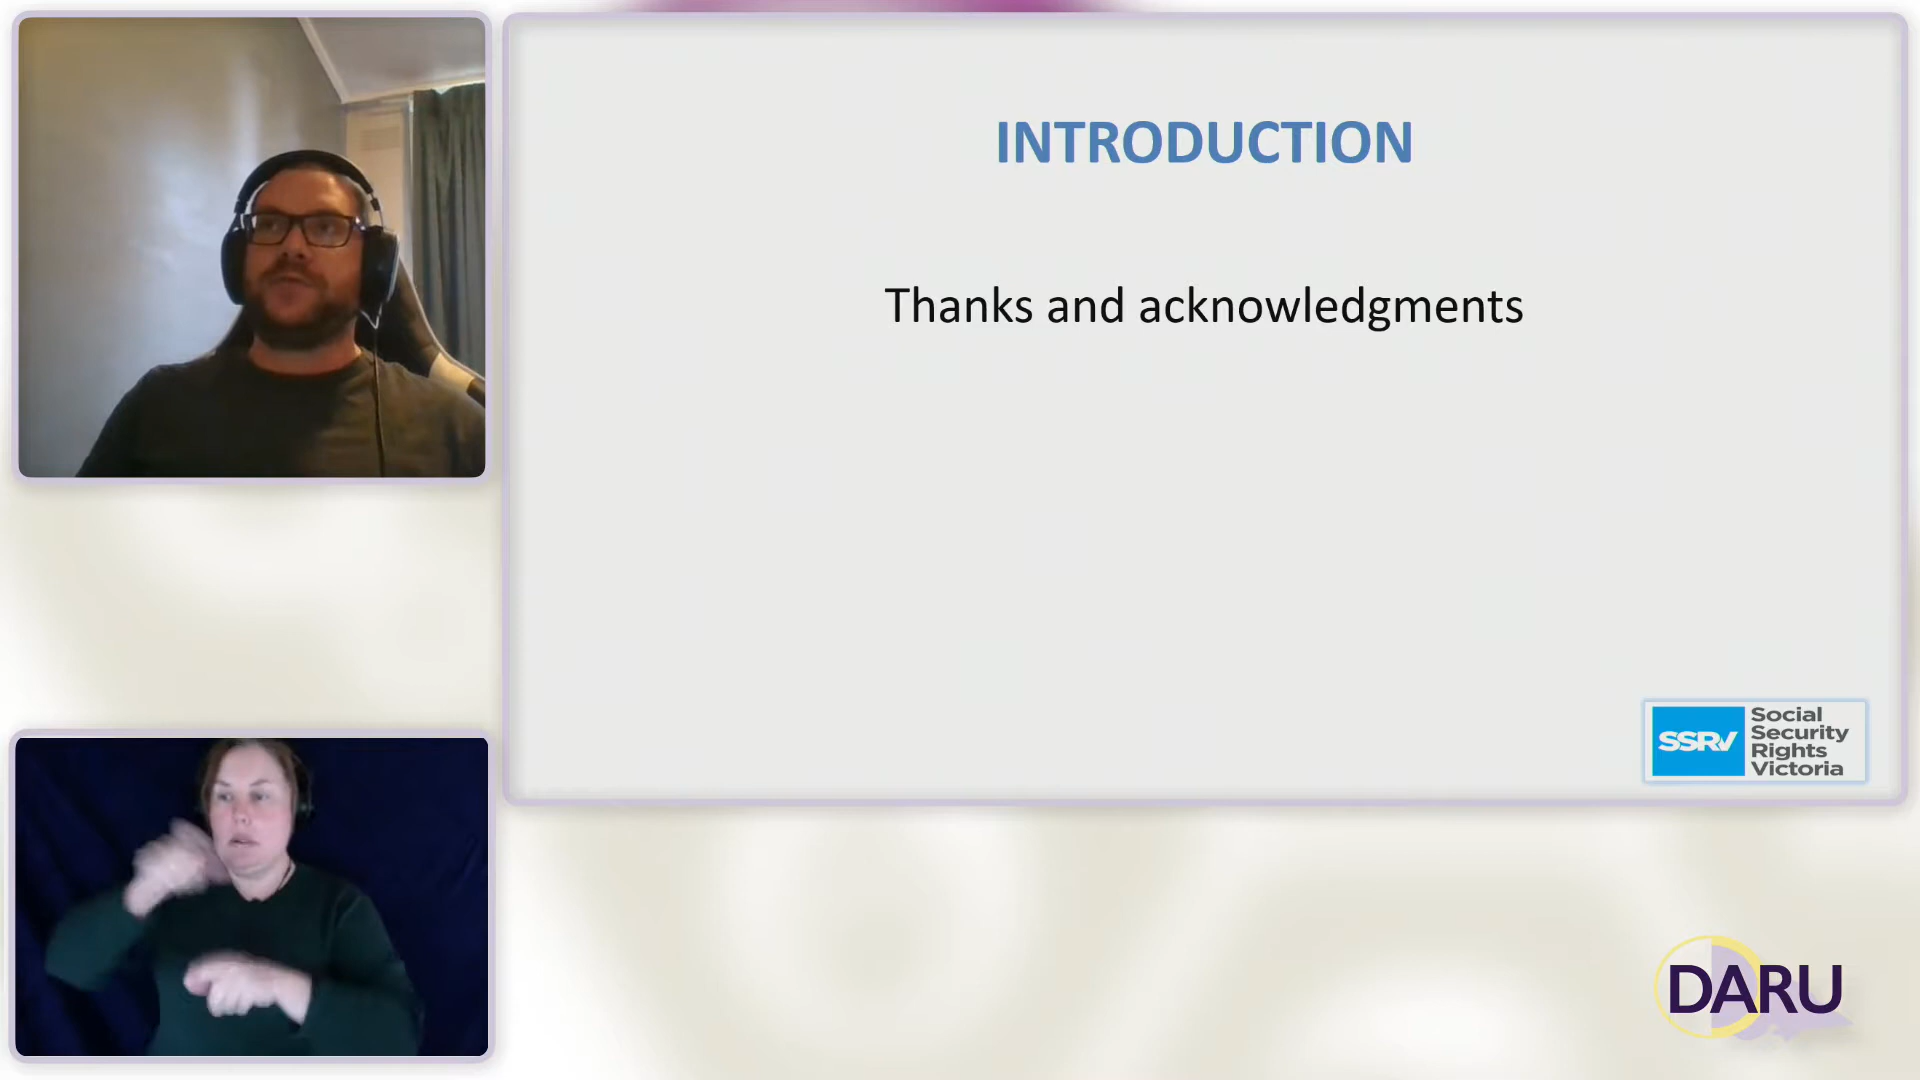 INTRODUCTION
Thanks and acknowledgments
SSRV
Social
Security
Rights
Victoria
DARU